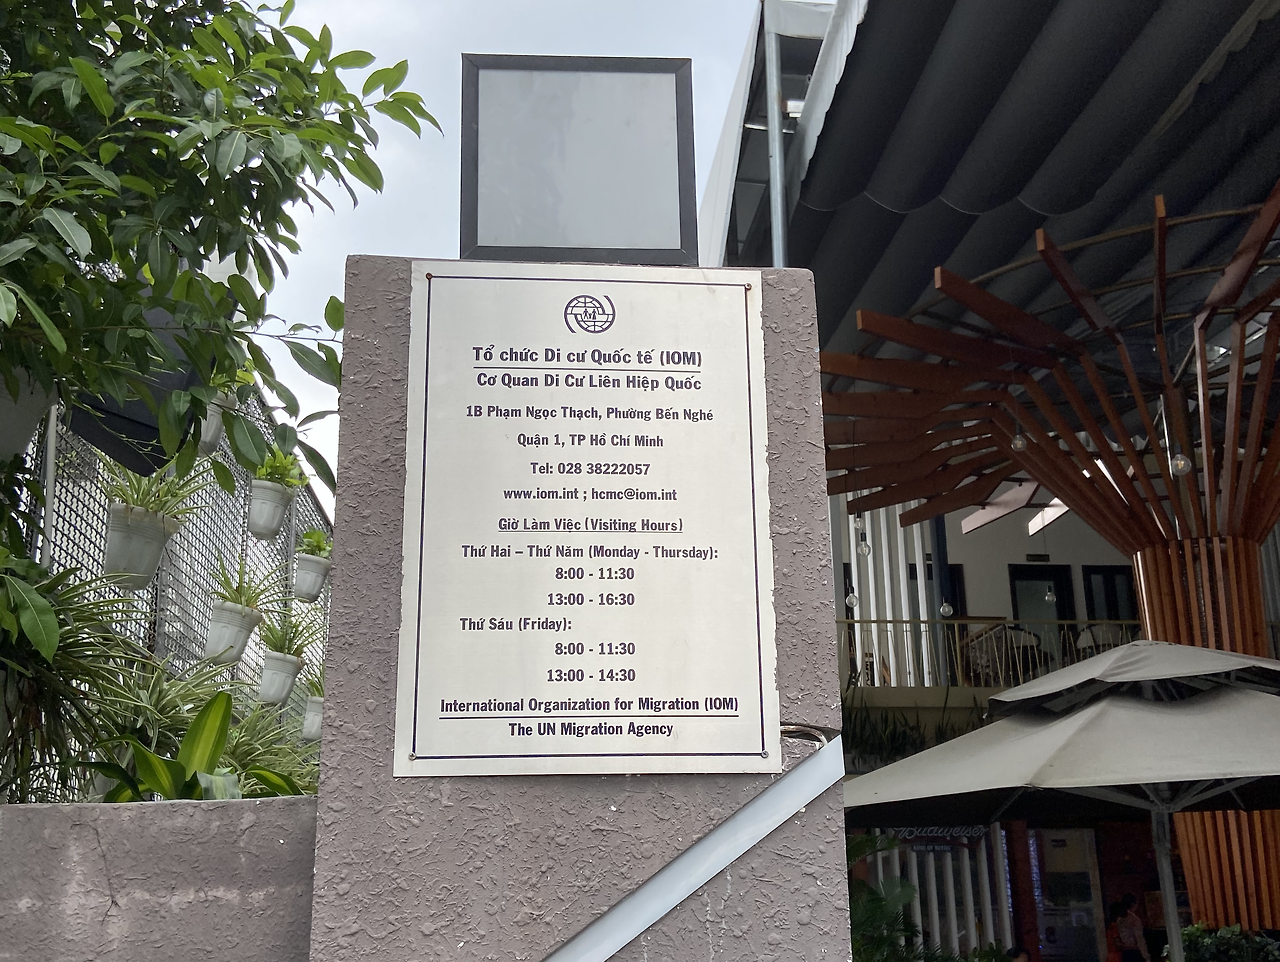 Tổ chức Di cư Quốc tế (IOM)
Cơ Quan Di Cư Liên Hiệp Quốc
1B Phạm Ngọc Thạch, Phường Bến Nghé
Quận 1, TP Hồ Chí Minh
Tel: 028 38222057
www.iom.int ; hcmc@iom.int
Giờ Làm Việc (Visiting Hours)
Thứ Hai – Thứ Năm (Monday - Thursday):
8:00 - 11:30
13:00 - 16:30
Thứ Sáu (Friday):
8:00 - 11:30
13:00 - 14:30
International Organization for Migration (IOM)
The UN Migration Agency
Budweiser